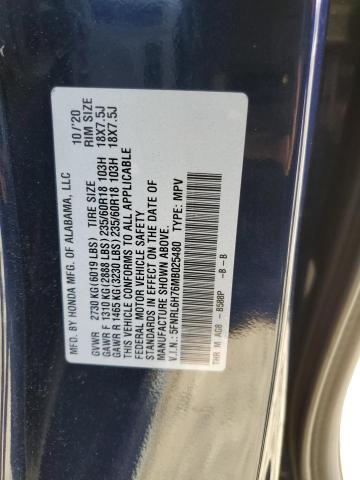 MFD. BY HONDA MFG. OF ALABAMA, LLC 10/'20
GVWR 2730 KG(6019 LBS) TIRE SIZE RIM SIZE
GAWR F 1310 KG(2888 LBS)235/60R18 103H 18X7.5J
GAWR R 1465 KG(3230 LBS)235/60R18 103H 18X7.5J
THIS VEHICLE CONFORMS TO ALL APPLICABLE
FEDERAL MOTOR VEHICLE SAFETY
STANDARDS IN EFFECT ON THE DATE OF
MANUFACTURE SHOWN ABOVE.
V.I.N.: 5FNRL6H76MB025480 TYPE: MPV
THR M AG8 - B588P -B - B